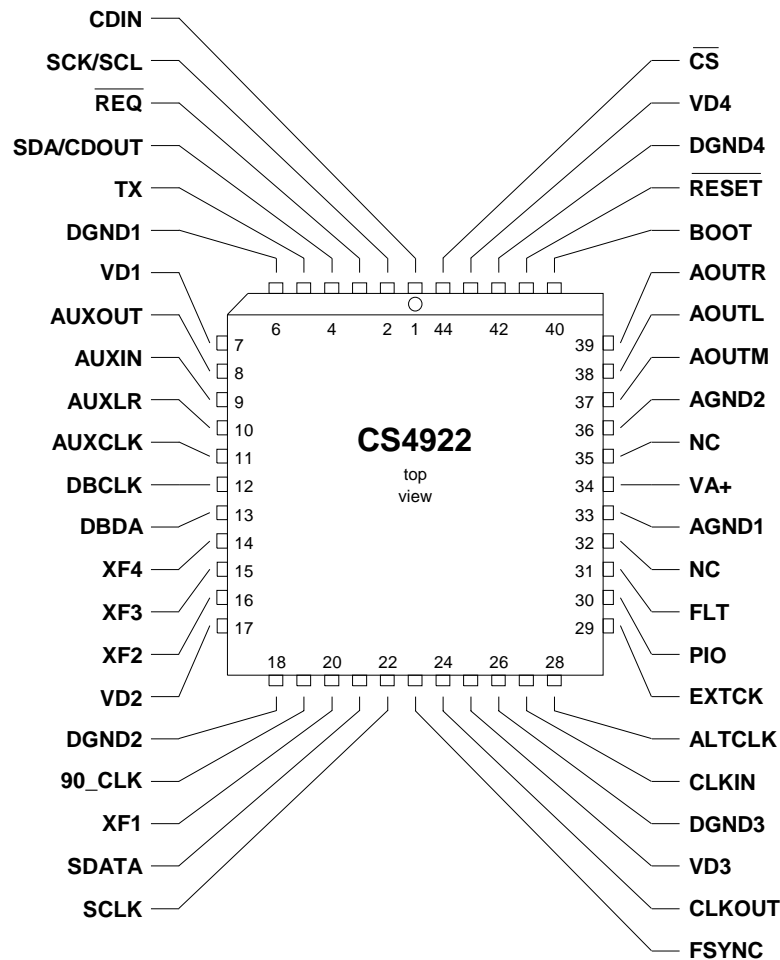 CDIN
SCK/SCL
REQ
SDA/CDOUT
TX
DGND1
VD1
AUXOUT
AUXIN
AUXLR
AUXCLK
DBCLK
DBDA
XF4
XF3
XF2
VD2
DGND2
90_CLK
XF1
SDATA
SCLK
CS
VD4
DGND4
RESET
BOOT
AOUTR
AOUTL
AOUTM
AGND2
NC
VA+
AGND1
NC
FLT
PIO
EXTCK
ALTCLK
CLKIN
DGND3
VD3
CLKOUT
FSYNC
6 4 2 1 44 42 40
7
8
9
10
11
12
13
14
15
16
17
39
38
37
36
35
34
33
32
31
30
29
CS4922
top
view
18 20 22 24 26 28